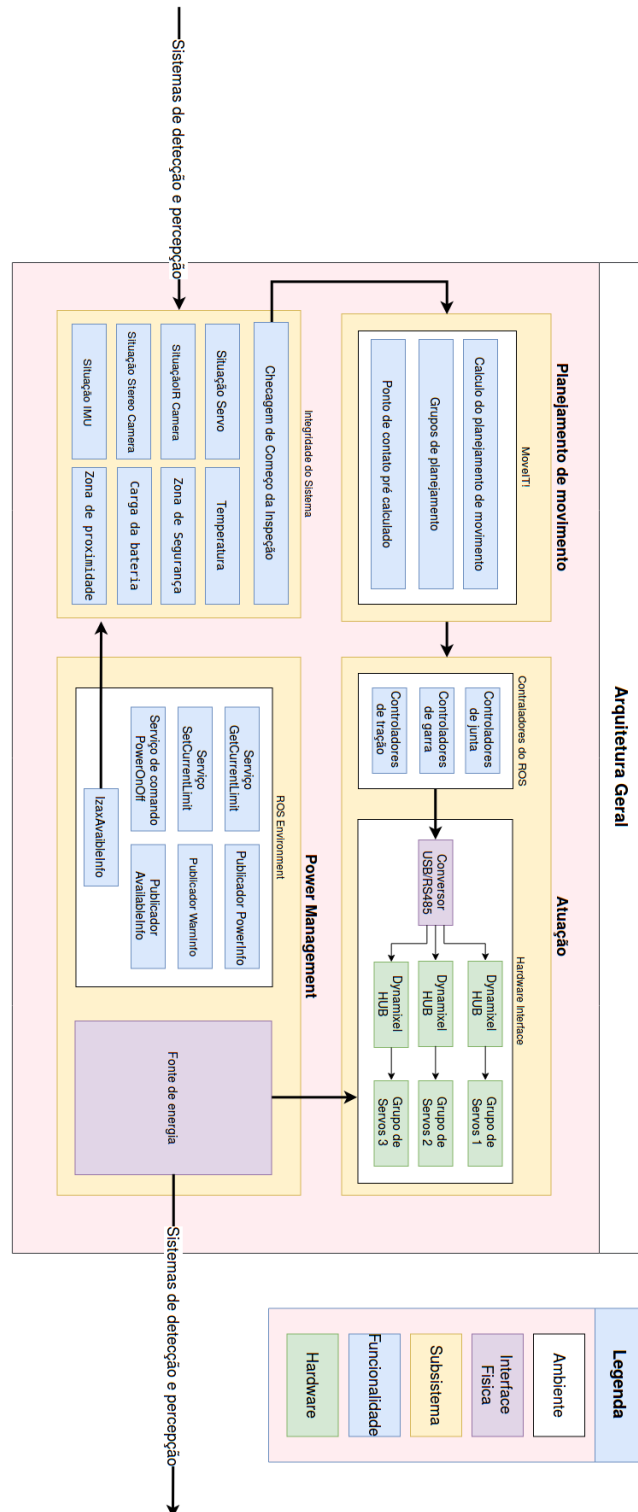 Arquitetura Geral
Planejamento de movimento
MoveIT!
Calculo do planejamento de movimento
Grupos de planejamento
Ponto de contato pré calculado
Atuação
Contraladores do ROS
Controladores
de junta
Controladores
de garra
Controladores
de tração
Hardware Interface
Conversor
USB/RS485
Dynamixel
HUB
Grupo de
Servos 1
Dynamixel
HUB
Grupo de
Servos 2
Dynamixel
HUB
Grupo de
Servos 3
Sistemas de detecção e percepção
Integridade do Sistema
Checagem de Começo da Inspeção
Situação Servo
Temperatura
SituaçãoIR Camera
Zona de Segurança
Situação Stereo Camera
Carga da bateria
Situação IMU
Zona de proximidade
Power Management
ROS Environment
Serviço
GetCurrentLimit
Publicador PowerInfo
Serviço
SetCurrentLimit
Publicador WarnInfo
Serviço de comando
PowerOnOff
Publicador
AvailableInfo
IzaxAvaibleInfo
Fonte de energia
Sistemas de detecção e percepção
Legenda
Ambiente
Interface
Fisica
Subsistema
Funcionalidade
Hardware